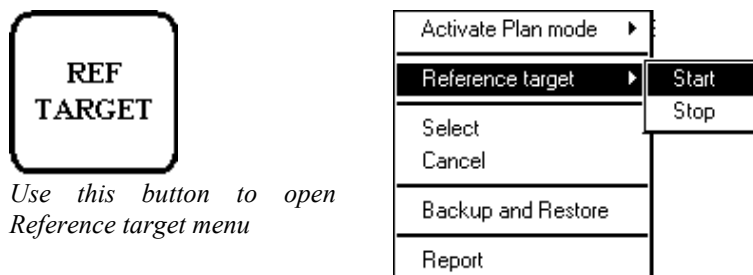 REF
TARGET
Use this button to open
Reference target menu
Activate Plan mode
Reference target
Start
Stop
Select
Cancel
Backup and Restore
Report